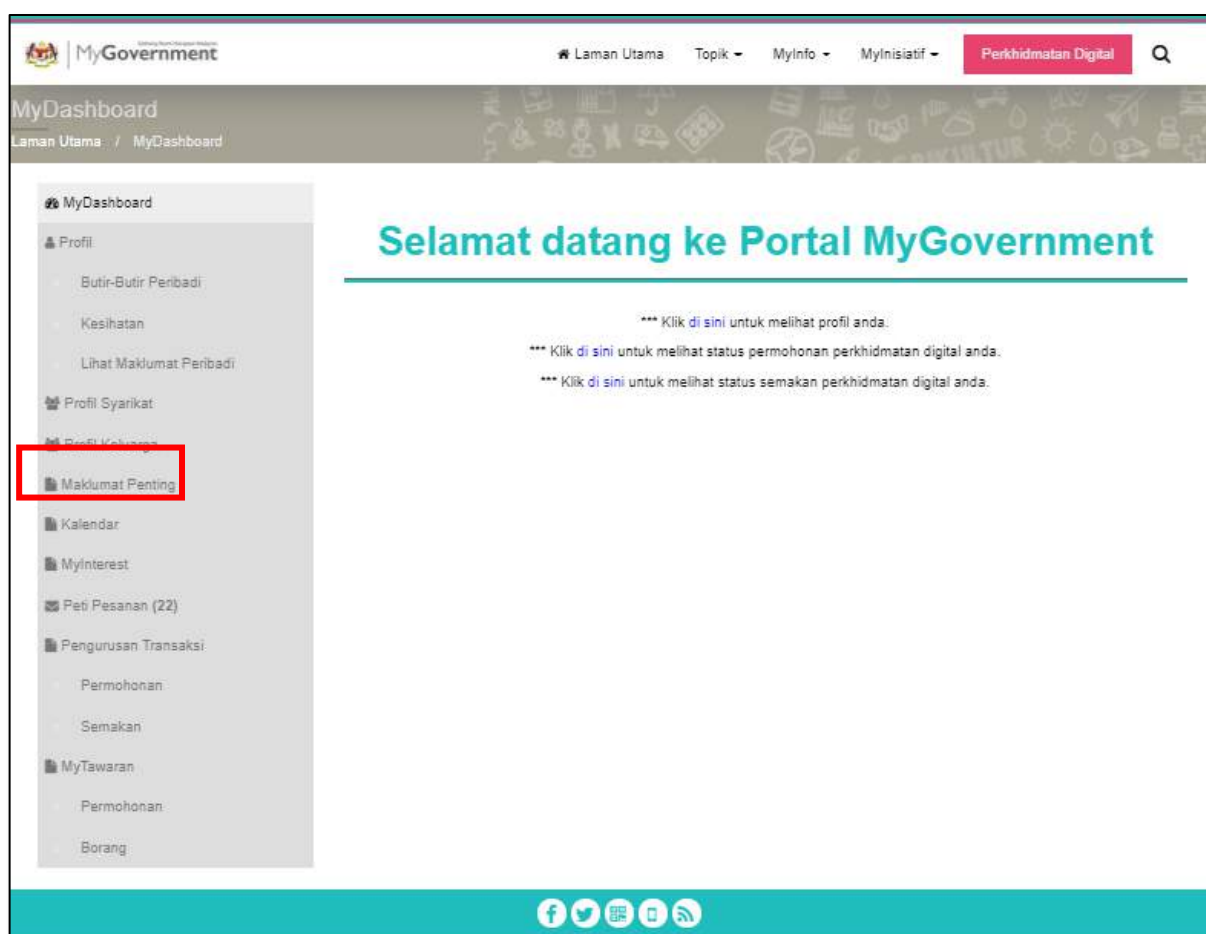 MyGovernment
Laman Utama Topik MyInfo MyInisiatif Perkhidmatan Digital
MyDashboard
Laman Utama / MyDashboard
MyDashboard
Profil
Butir-Butir Peribadi
Kesihatan
Lihat Maklumat Peribadi
Profil Syarikat
Profil Keluarga
Maklumat Penting
Kalendar
MyInterest
Peti Pesanan (22)
Pengurusan Transaksi
Permohonan
Semakan
MyTawaran
Permohonan
Borang
Selamat datang ke Portal MyGovernment
*** Klik di sini untuk melihat profil anda.
*** Klik di sini untuk melihat status permohonan perkhidmatan digital anda.
*** Klik di sini untuk melihat status semakan perkhidmatan digital anda.